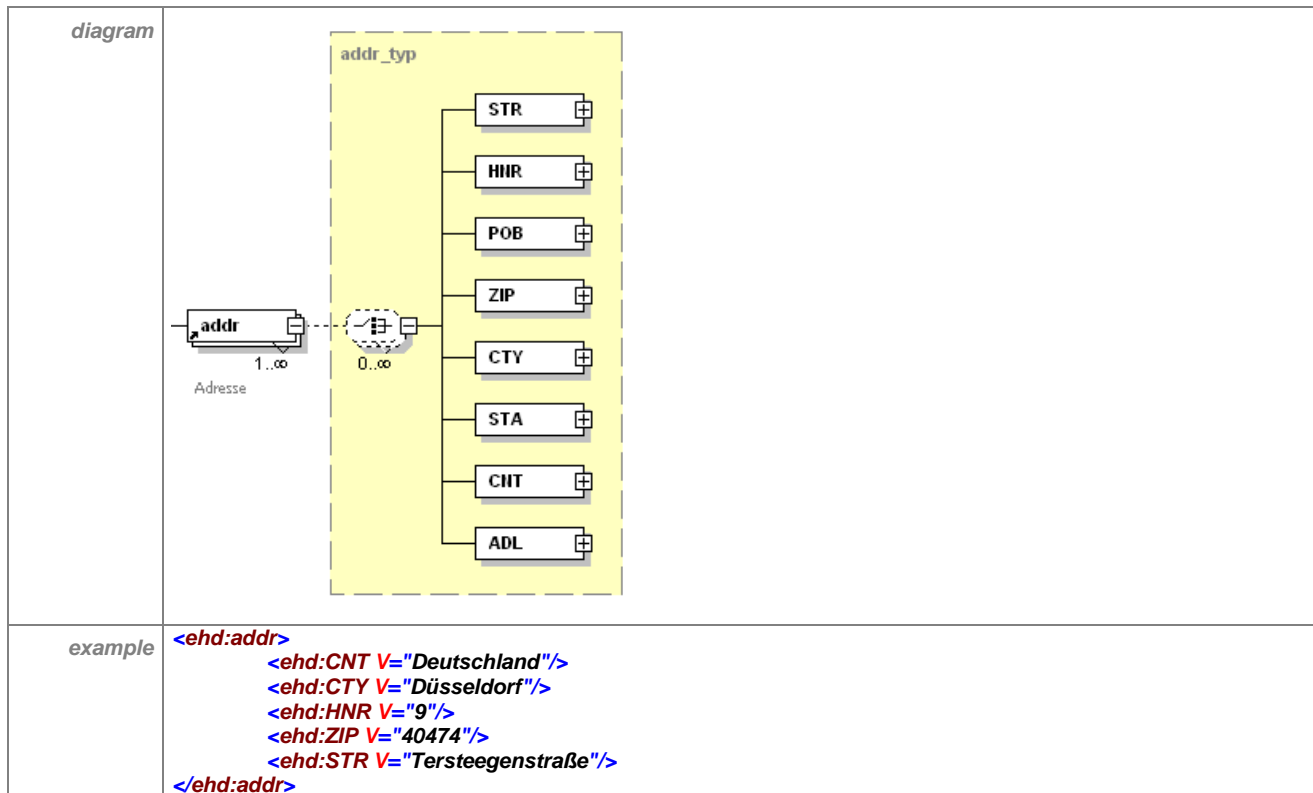 diagram
addr_typ
STR
HNR
POB
ZIP
addr
1..∞
0..∞
Adresse
CTY
STA
CNT
ADL
example
<ehd:addr>
<ehd:CNT V="Deutschland"/>
<ehd:CTY V="Düsseldorf"/>
<ehd:HNR V="9"/>
<ehd:ZIP V="40474"/>
<ehd:STR V="Tersteegenstraße"/>
</ehd:addr>